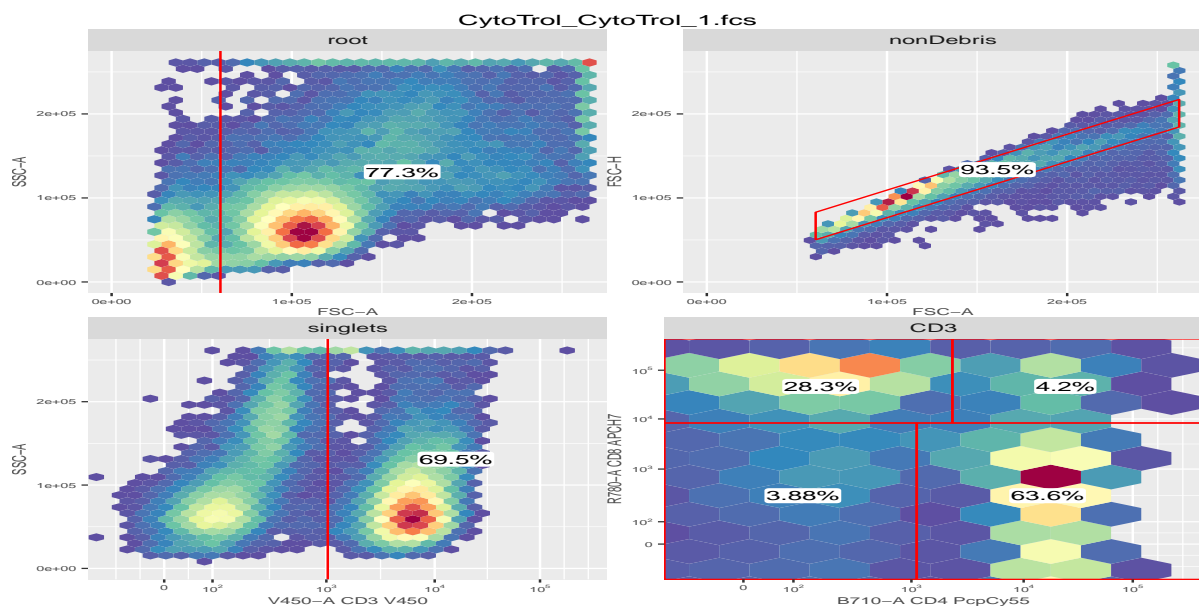 CytoTrol_CytoTrol_1.fcs
root
nonDebris
SSC−A
2e+05
1e+05
0e+00
77.3%
0e+00
1e+05
2e+05
FSC−A
FSC−H
2e+05
1e+05
0e+00
93.5%
0e+00
1e+05
2e+05
FSC−A
singlets
CD3
SSC−A
2e+05
1e+05
0e+00
69.5%
0
10²
10³
10⁴
10⁵
V450−A CD3 V450
R780−A CD8 APCH7
10⁵
10⁴
10³
10²
0
28.3%
4.2%
3.88%
63.6%
0
10²
10³
10⁴
10⁵
B710−A CD4 PcpCy55